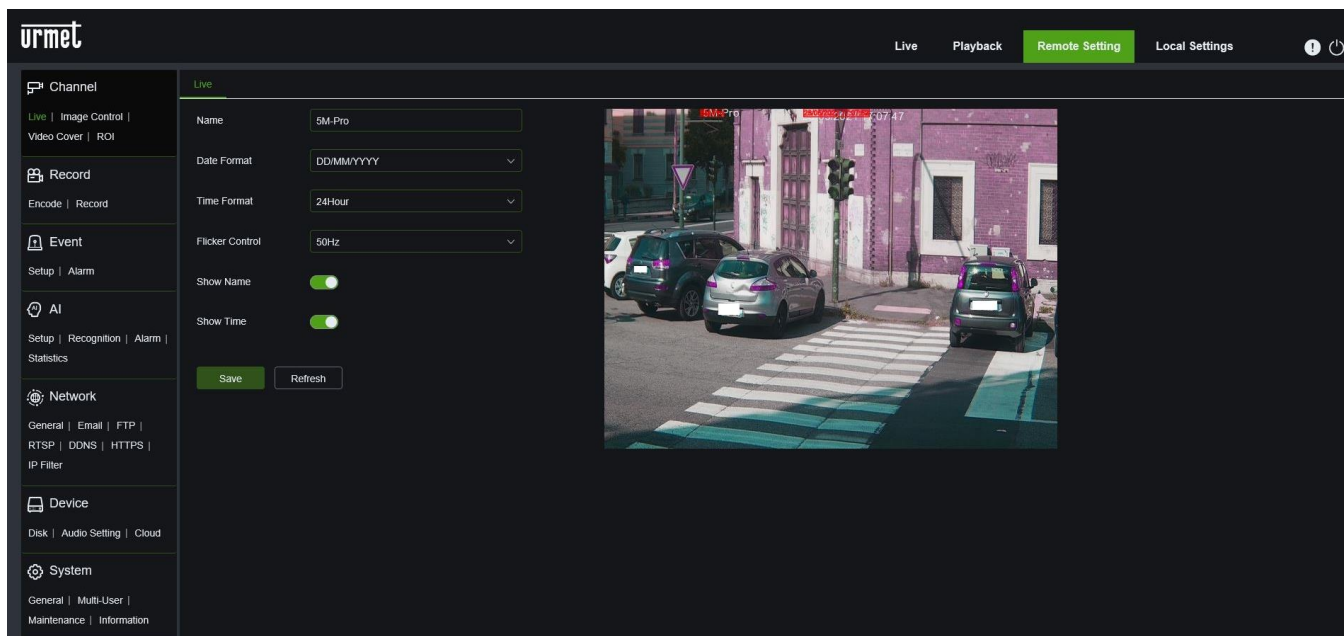 urmet
Live Playback Remote Setting Local Settings
Channel
Live | Image Control |
Video Cover | ROI
Record
Encode | Record
Event
Setup | Alarm
AI
Setup | Recognition | Alarm |
Statistics
Network
General | Email | FTP |
RTSP | DDNS | HTTPS |
IP Filter
Device
Disk | Audio Setting | Cloud
System
General | Multi-User |
Maintenance | Information
Live
Name 5M-Pro
Date Format DD/MM/YYYY
Time Format 24Hour
Flicker Control 50Hz
Show Name
Show Time
Save Refresh
5M-Pro